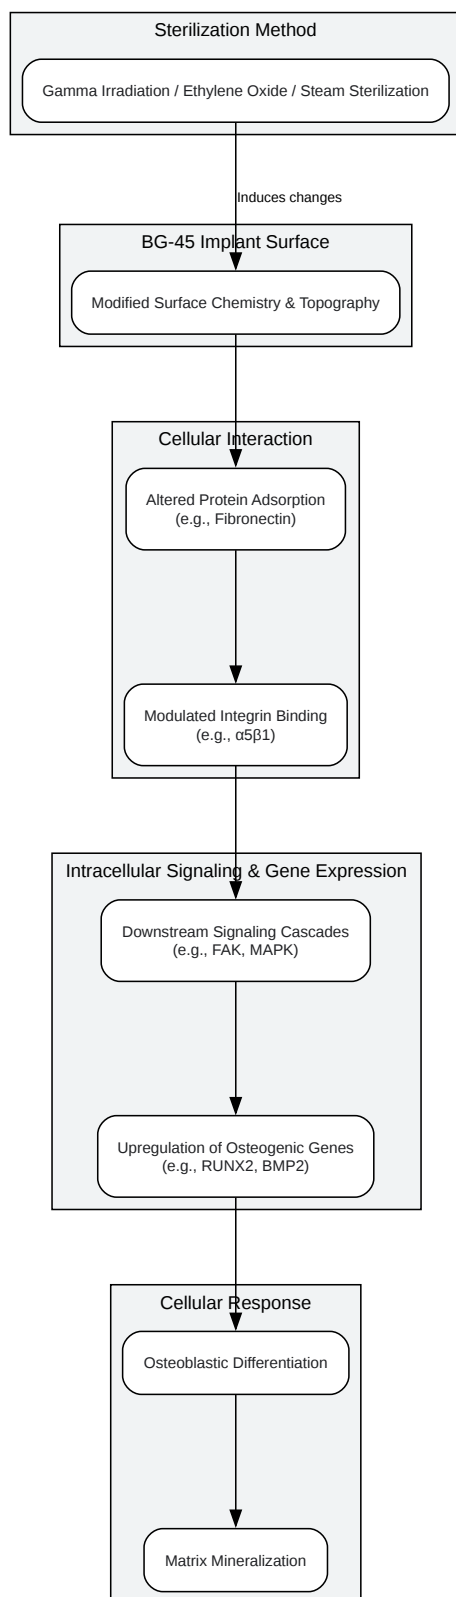 Sterilization Method
Gamma Irradiation / Ethylene Oxide / Steam Sterilization
Induces changes
BG-45 Implant Surface
Modified Surface Chemistry & Topography
Cellular Interaction
Altered Protein Adsorption
(e.g., Fibronectin)
Modulated Integrin Binding
(e.g., α5β1)
Intracellular Signaling & Gene Expression
Downstream Signaling Cascades
(e.g., FAK, MAPK)
Upregulation of Osteogenic Genes
(e.g., RUNX2, BMP2)
Cellular Response
Osteoblastic Differentiation
Matrix Mineralization